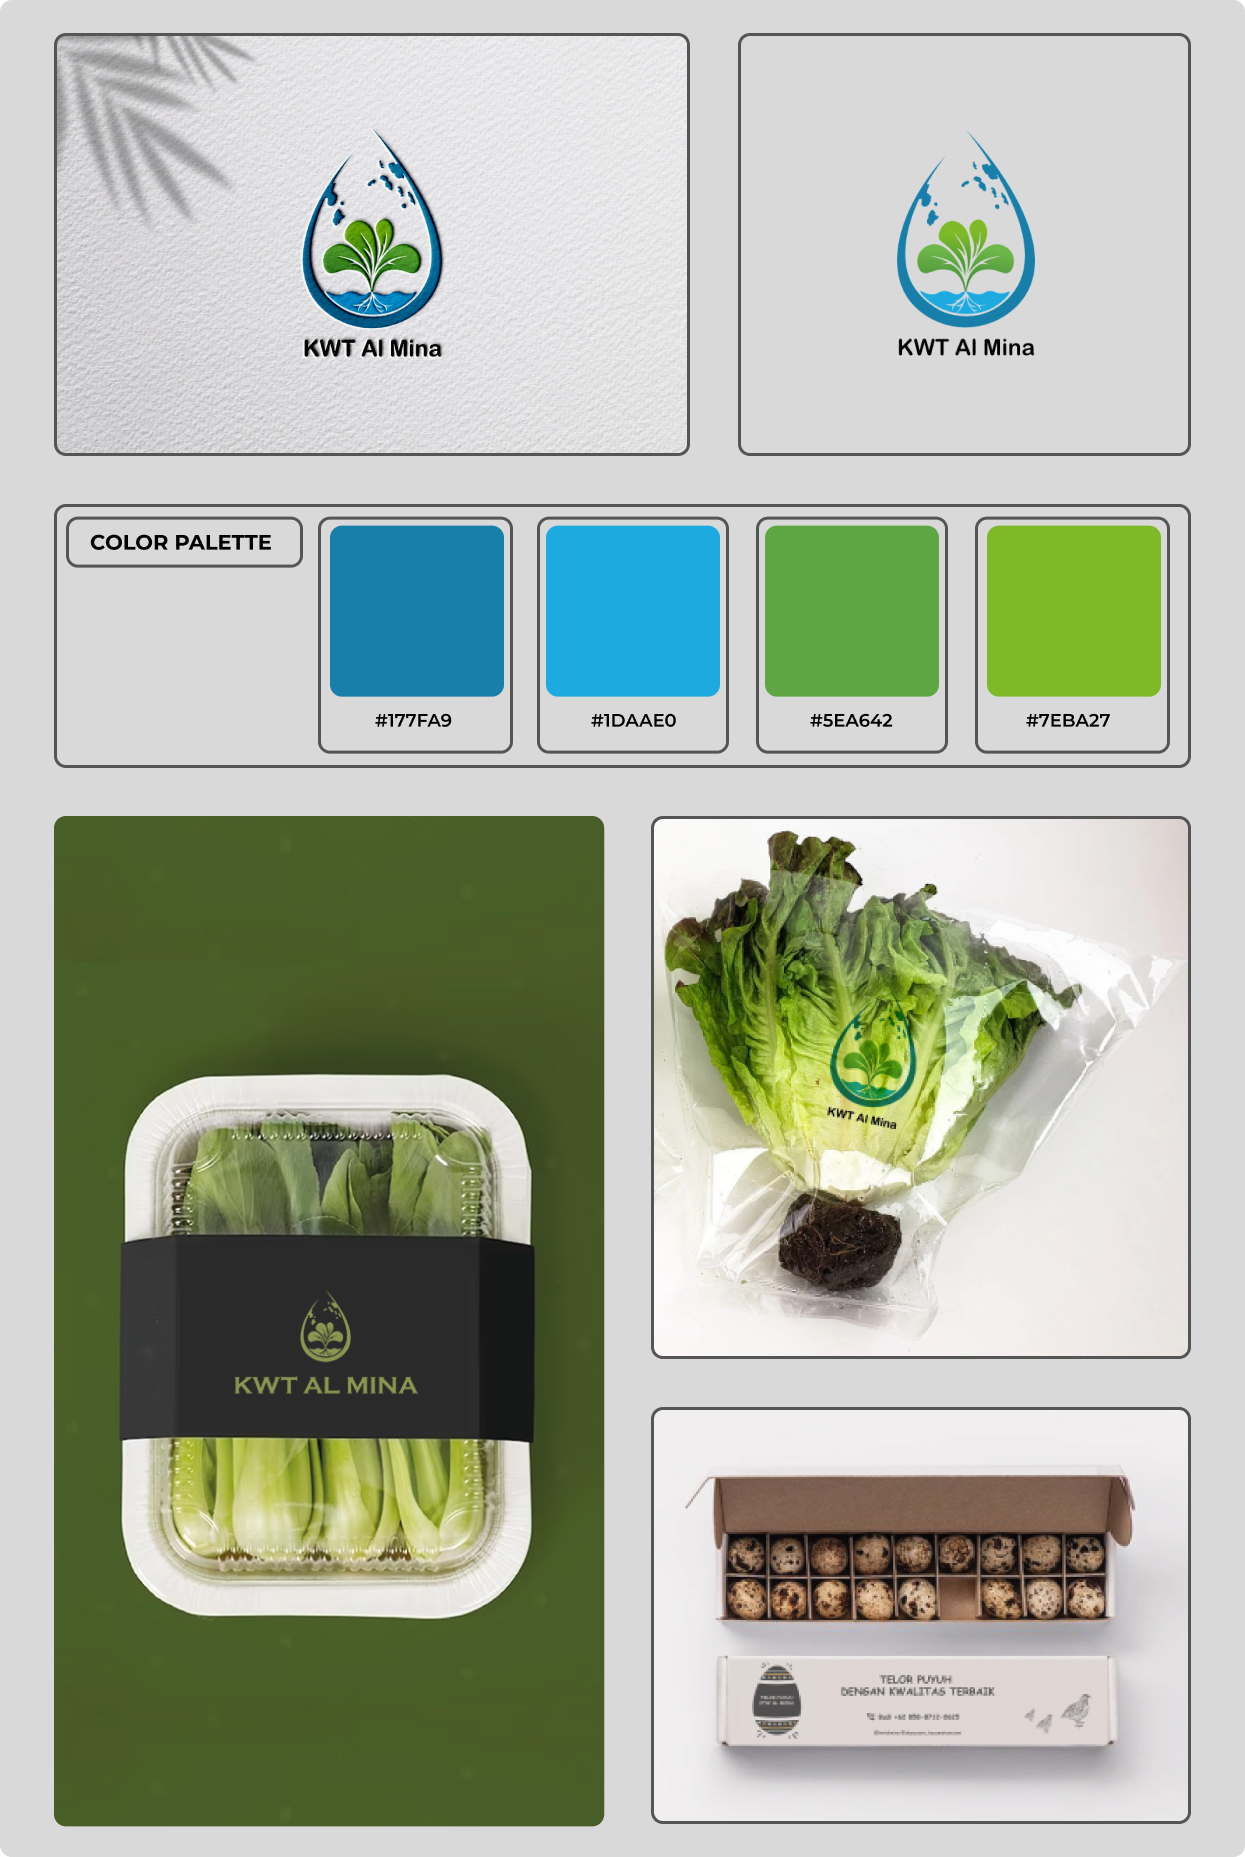 KWT Al Mina
KWT Al Mina
COLOR PALETTE
#177FA9
#1DAAE0
#5EA642
#7EBA27
KWT Al Mina
KWT AL MINA
TELOR PUYUH
DENGAN KWALITAS TERBAIK